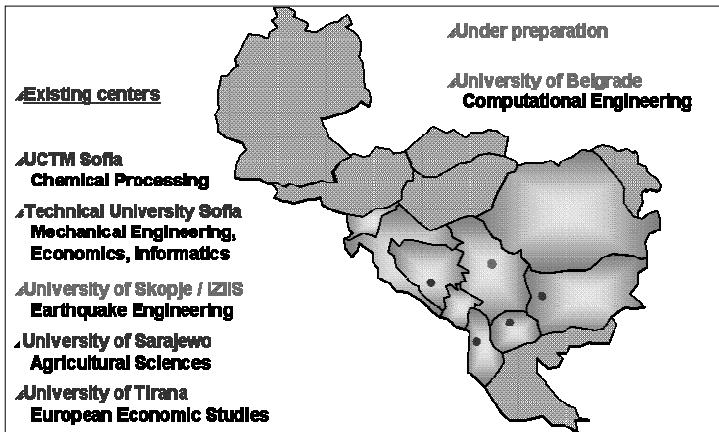 Existing centers
UCTM Sofia
Chemical Processing
Technical University Sofia
Mechanical Engineering,
Economics, Informatics
University of Skopje / IZIIS
Earthquake Engineering
University of Sarajewo
Agricultural Sciences
University of Tirana
European Economic Studies
Under preparation
University of Belgrade
Computational Engineering